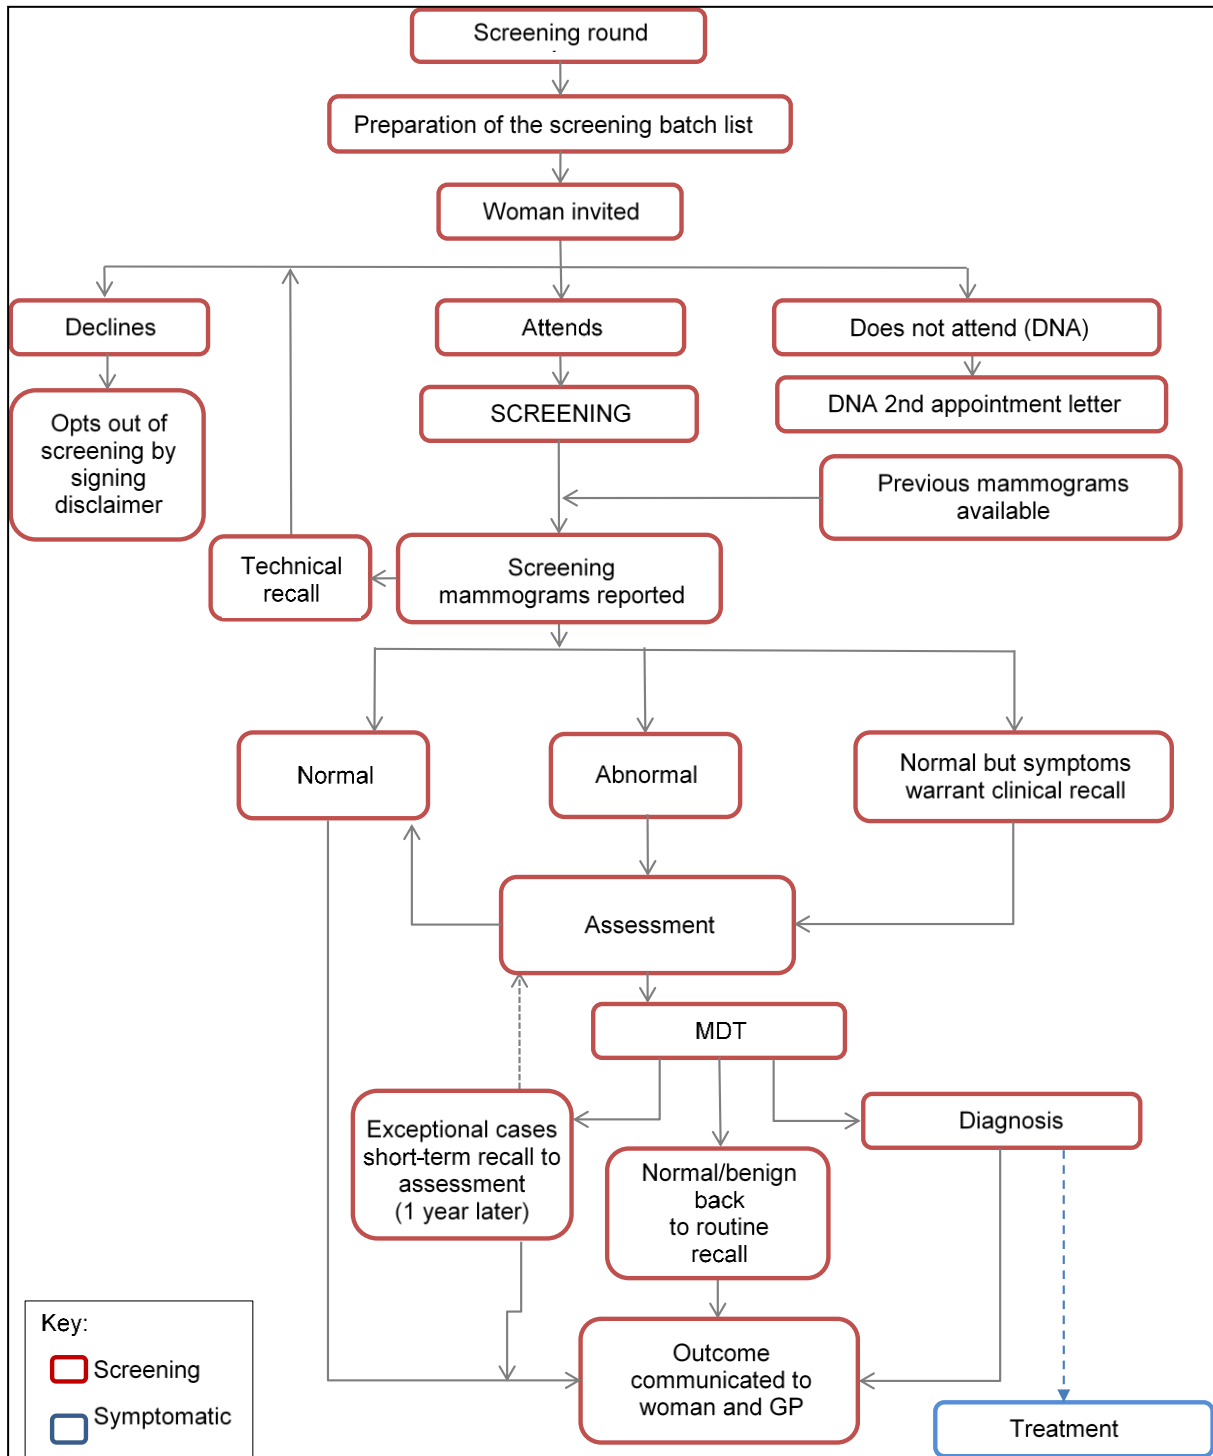 Screening round
Preparation of the screening batch list
Woman invited
Declines
Attends
Does not attend (DNA)
Opts out of
screening by
signing
disclaimer
SCREENING
DNA 2nd appointment letter
Previous mammograms
available
Technical
recall
Screening
mammograms reported
Normal
Abnormal
Normal but symptoms
warrant clinical recall
Assessment
MDT
Exceptional cases
short-term recall to
assessment
(1 year later)
Normal/benign
back
to routine
recall
Diagnosis
Outcome
communicated to
woman and GP
Treatment
Key:
Screening
Symptomatic